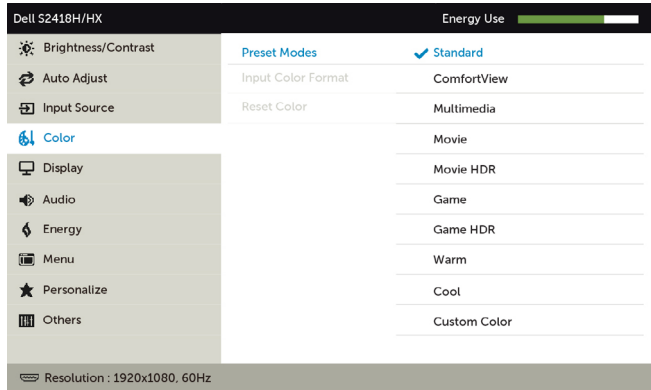 Dell S2418H/HX
Energy Use
Brightness/Contrast
Auto Adjust
Input Source
Color
Display
Audio
Energy
Menu
Personalize
Others
Preset Modes
Input Color Format
Reset Color
Standard
ComfortView
Multimedia
Movie
Movie HDR
Game
Game HDR
Warm
Cool
Custom Color
Resolution : 1920x1080, 60Hz